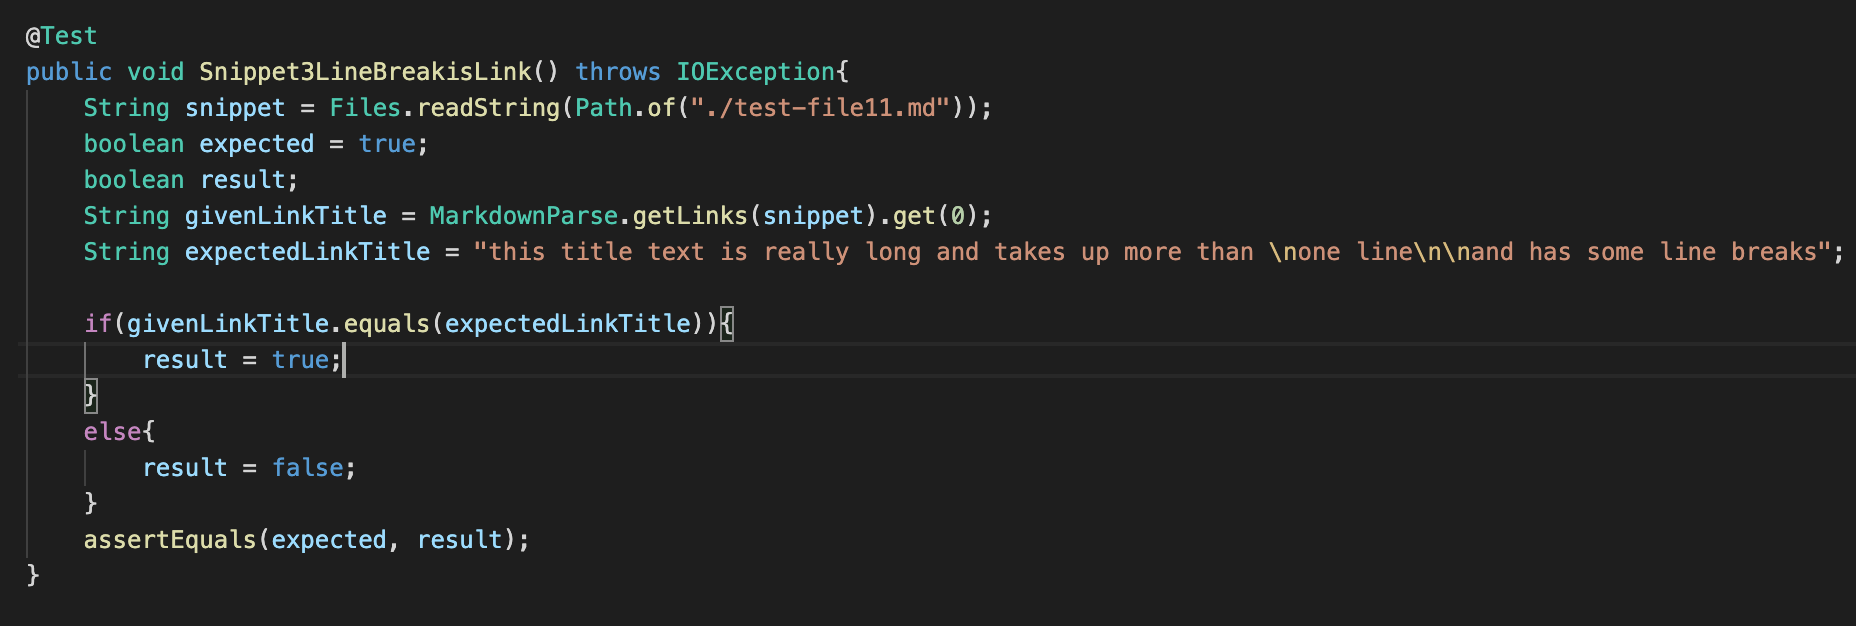 @Test
public void Snippet3LineBreakisLink() throws IOException{
    String snippet = Files.readString(Path.of("./test-file11.md"));
    boolean expected = true;
    boolean result;
    String givenLinkTitle = MarkdownParse.getLinks(snippet).get(0);
    String expectedLinkTitle = "this title text is really long and takes up more than \none line\n\nand has some line breaks";

    if(givenLinkTitle.equals(expectedLinkTitle)){
        result = true;
    }
    else{
        result = false;
    }
    assertEquals(expected, result);
}